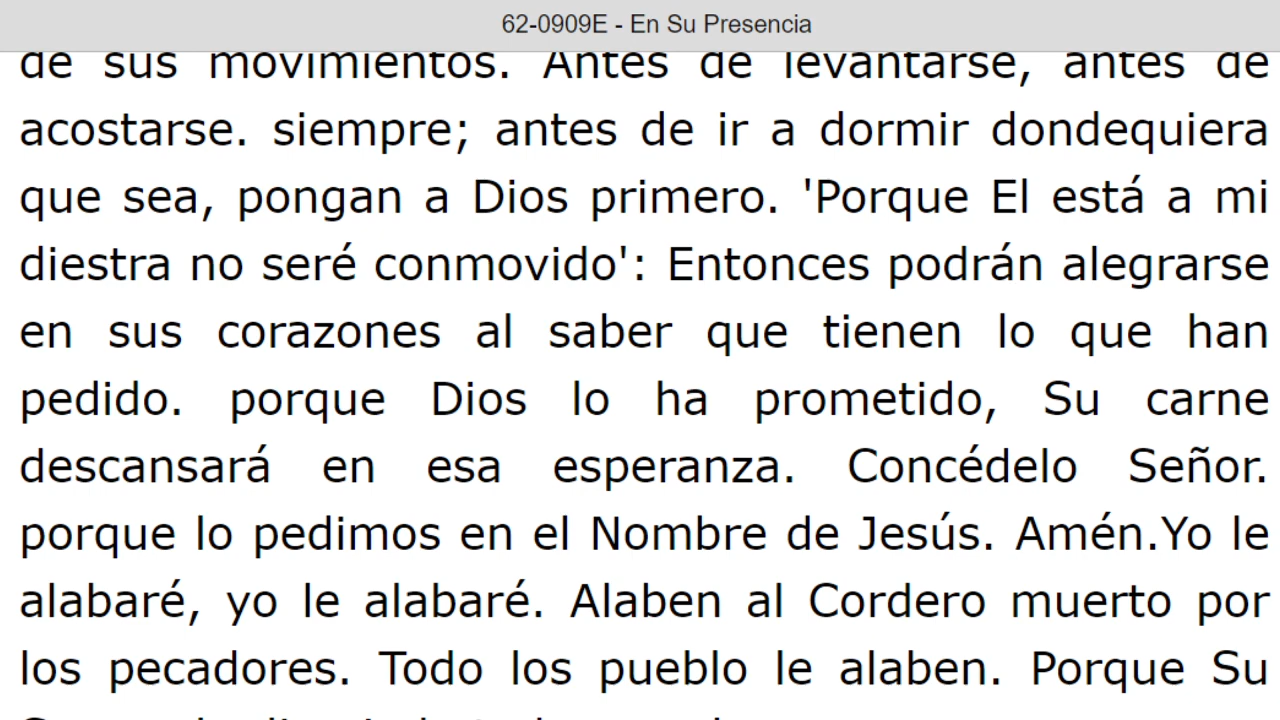 62-0909E - En Su Presencia
de sus movimientos. Antes de levantarse, antes de
acostarse. siempre; antes de ir a dormir dondequiera
que sea, pongan a Dios primero. 'Porque El está a mi
diestra no seré conmovido': Entonces podrán alegrarse
en sus corazones al saber que tienen lo que han
pedido. porque Dios lo ha prometido, Su carne
descansará en esa esperanza. Concédelo Señor.
porque lo pedimos en el Nombre de Jesús. Amén.Yo le
alabaré, yo le alabaré. Alaben al Cordero muerto por
los pecadores. Todo los pueblo le alaben. Porque Su